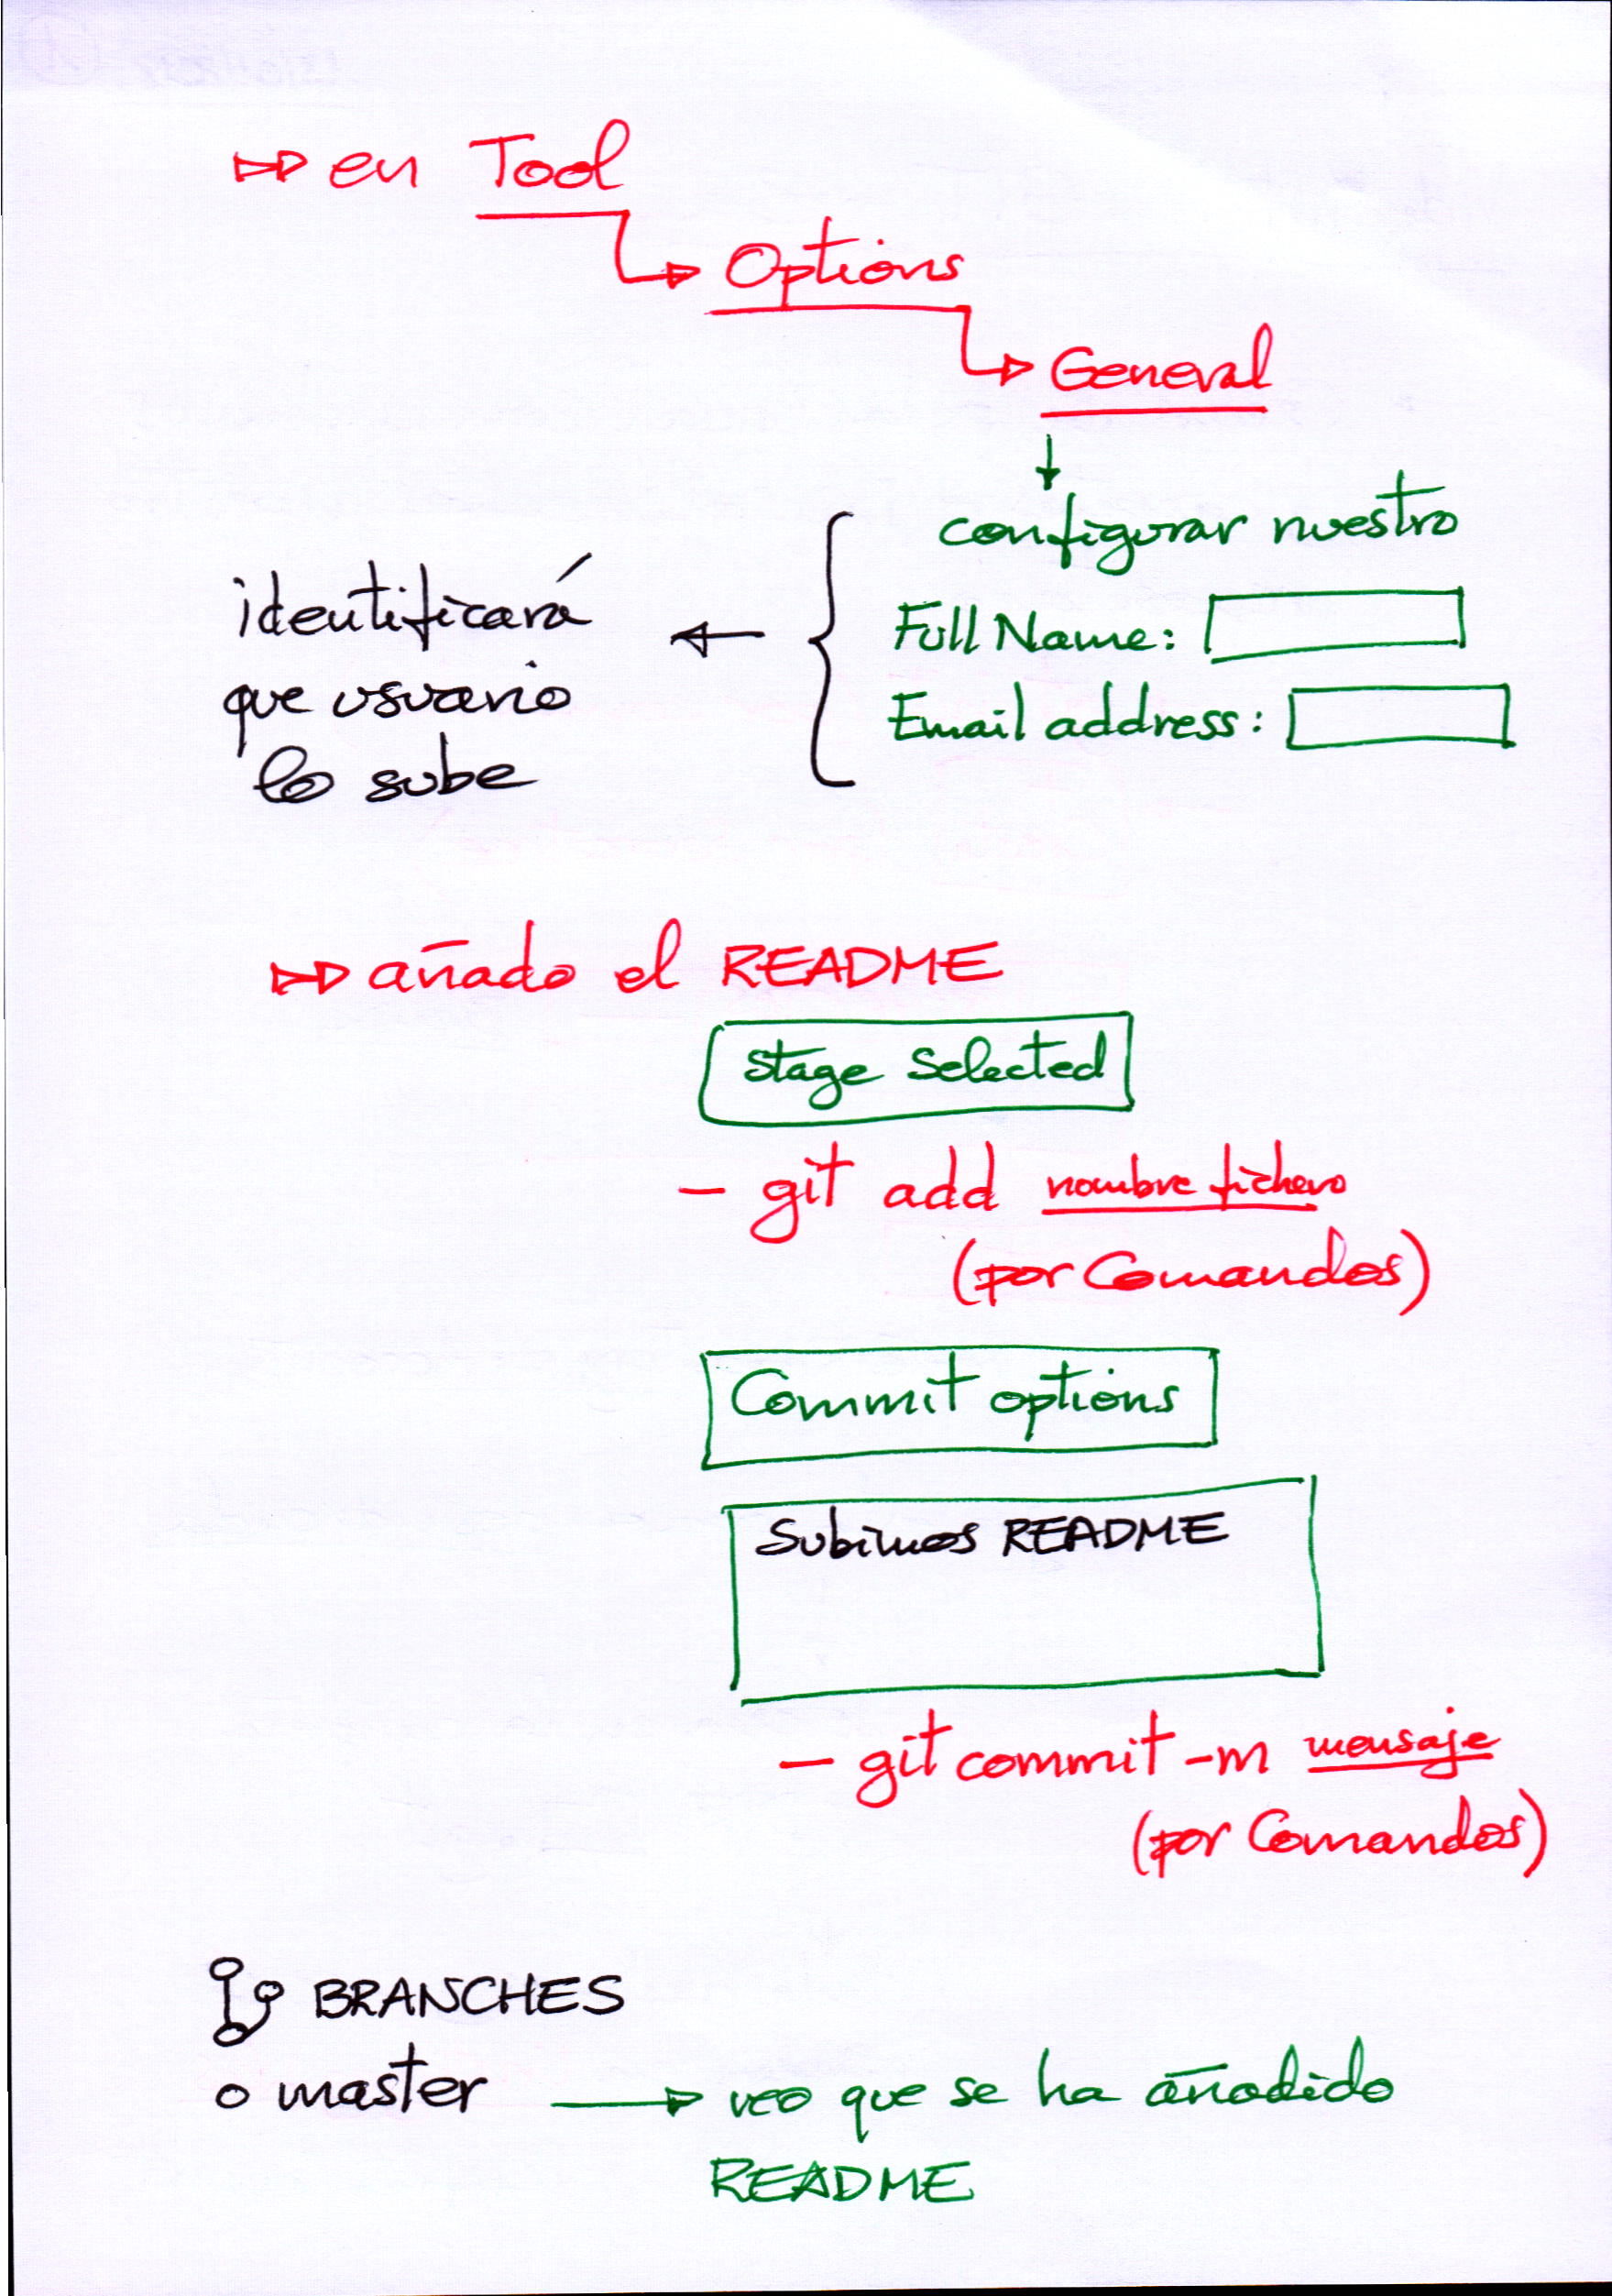 en Tool
Options
General
configurar nuestro
Full Name:
Email address:
identificará
que usuario
lo sube
añado el README
Stage Selected
- git add nombre fichero
(por Comandos)
Commit options
Subimos README
- git commit -m mensaje
(por Comandos)
BRANCHES
o master → veo que se ha añadido
README